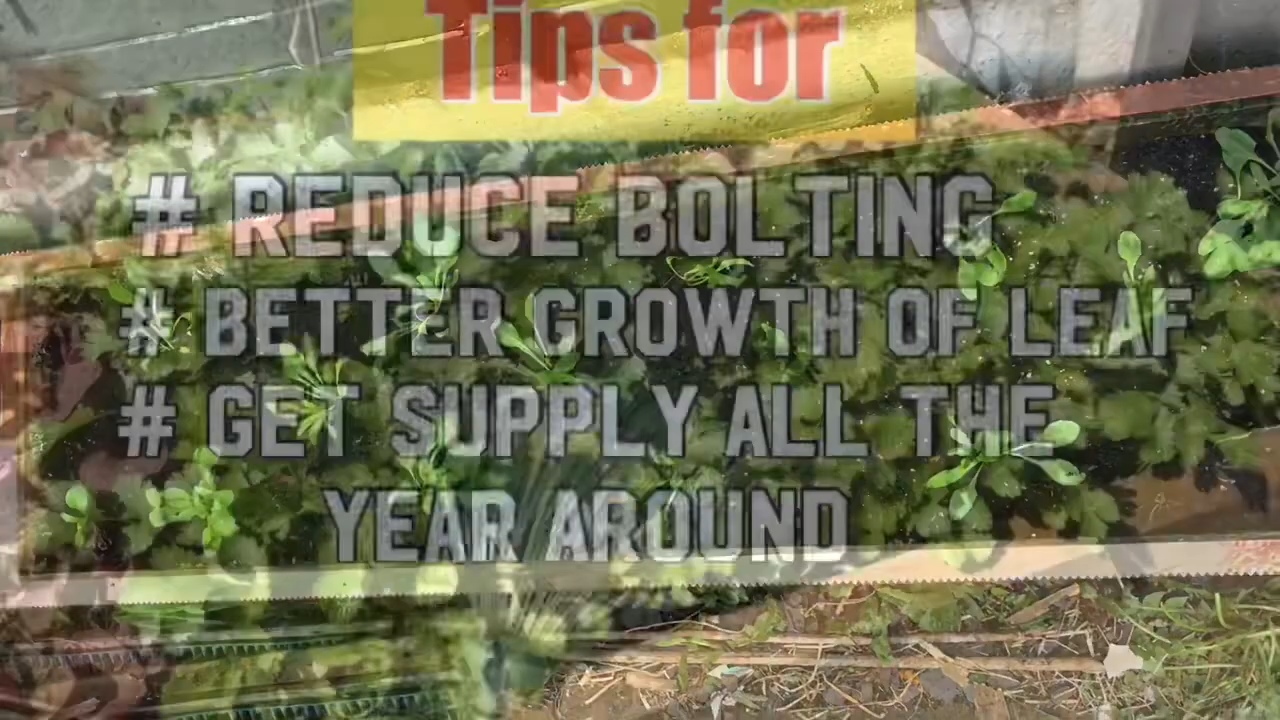 Tips for
# REDUCE BOLTING
# BETTER GROWTH OF LEAF
# GET SUPPLY ALL THE
YEAR AROUND